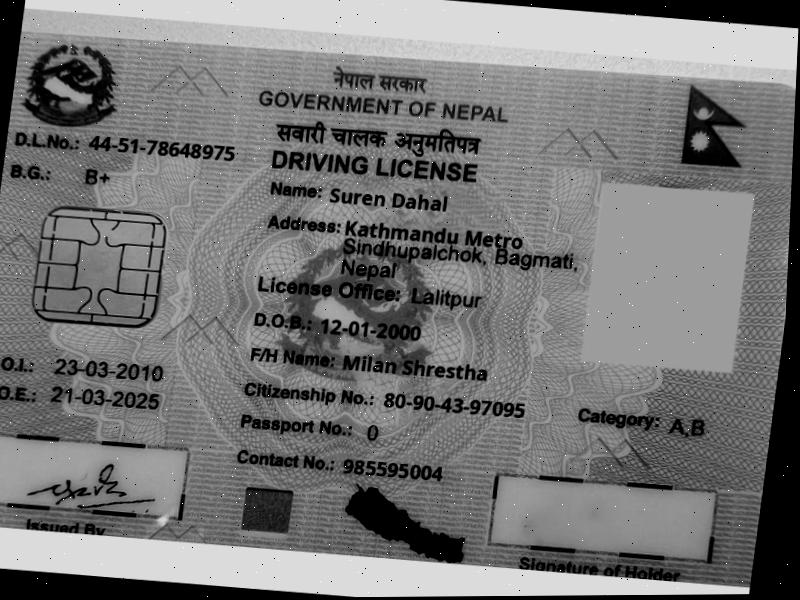 नेपाल सरकार
GOVERNMENT OF NEPAL
सवारी चालक अनुमतिपत्र
DRIVING LICENSE
D.L.No.: 44-51-78648975
B.G.: B+
Name: Suren Dahal
Address: Kathmandu Metro
Sindhupalchok, Bagmati,
Nepal
License Office: Lalitpur
D.O.B.: 12-01-2000
F/H Name: Milan Shrestha
O.I.: 23-03-2010
O.E.: 21-03-2025
Citizenship No.: 80-90-43-97095
Passport No.: 0
Contact No.: 985595004
Category: A,B
Issued By
Signature of Holder